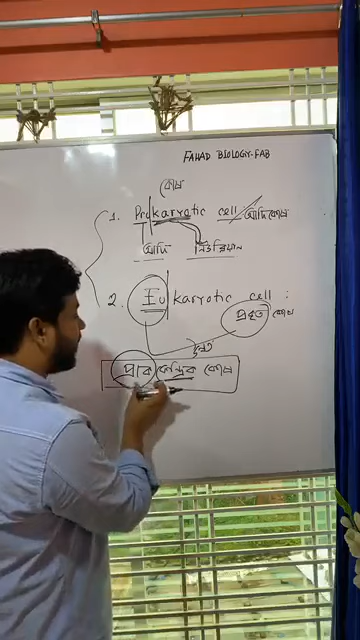 FAHAD BIOLOGY-FAB
কোষ
1. Prokaryotic cell আদিকোষ
আদি নিউক্লিয়াস
2. Eukaryotic cell :
প্রকৃত কোষ
প্রাককেন্দ্রিক কোষ